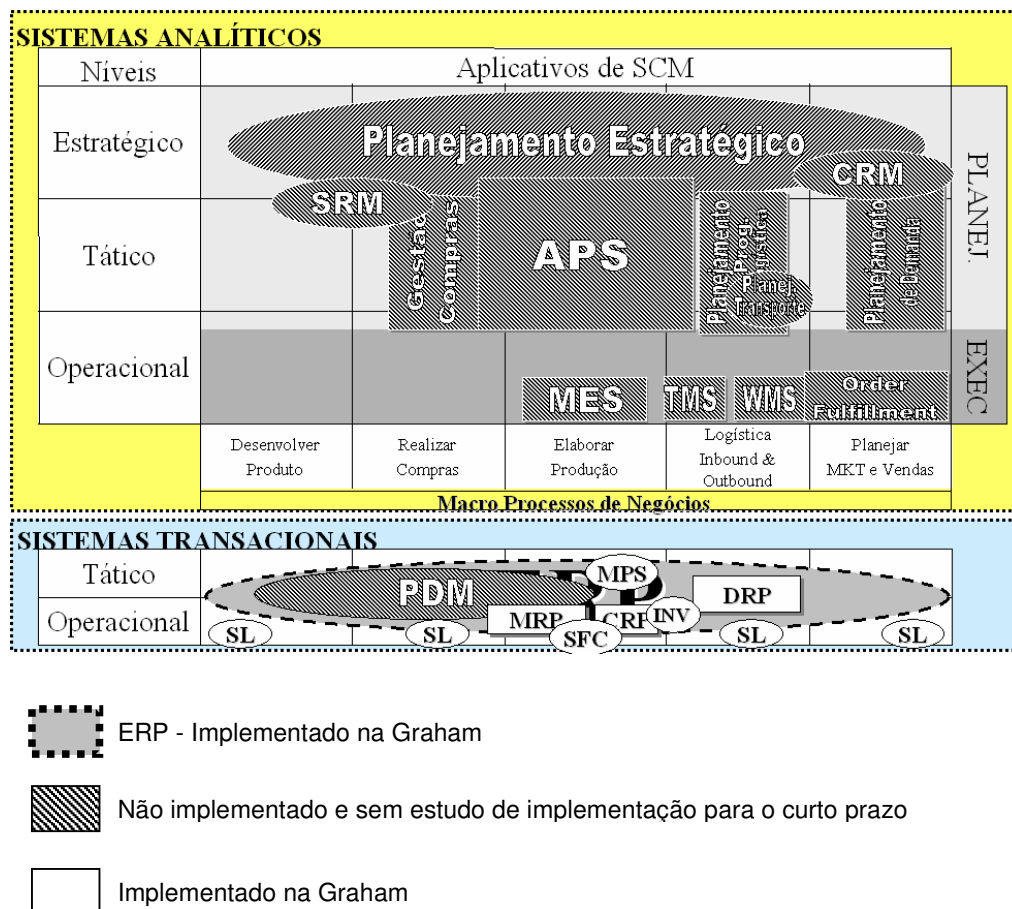 SISTEMAS ANALÍTICOS
Níveis
Aplicativos de SCM
Estratégico
Planejamento Estratégico
CRM
SRM
PLANEJ.
Tático
Gestão
Compras
APS
Planejamento
Prog.
Logística
Planej.
Transporte
Planejamento
de Demanda
Operacional
MES
TMS
WMS
Order
Fulfillment
EXEC
Desenvolver
Produto
Realizar
Compras
Elaborar
Produção
Logística
Inbound &
Outbound
Planejar
MKT e Vendas
Macro Processos de Negócios
SISTEMAS TRANSACIONAIS
Tático
PDM
MPS
DRP
Operacional
MRP
CRP
INV
SL
SL
SFC
SL
SL
ERP - Implementado na Graham
Não implementado e sem estudo de implementação para o curto prazo
Implementado na Graham